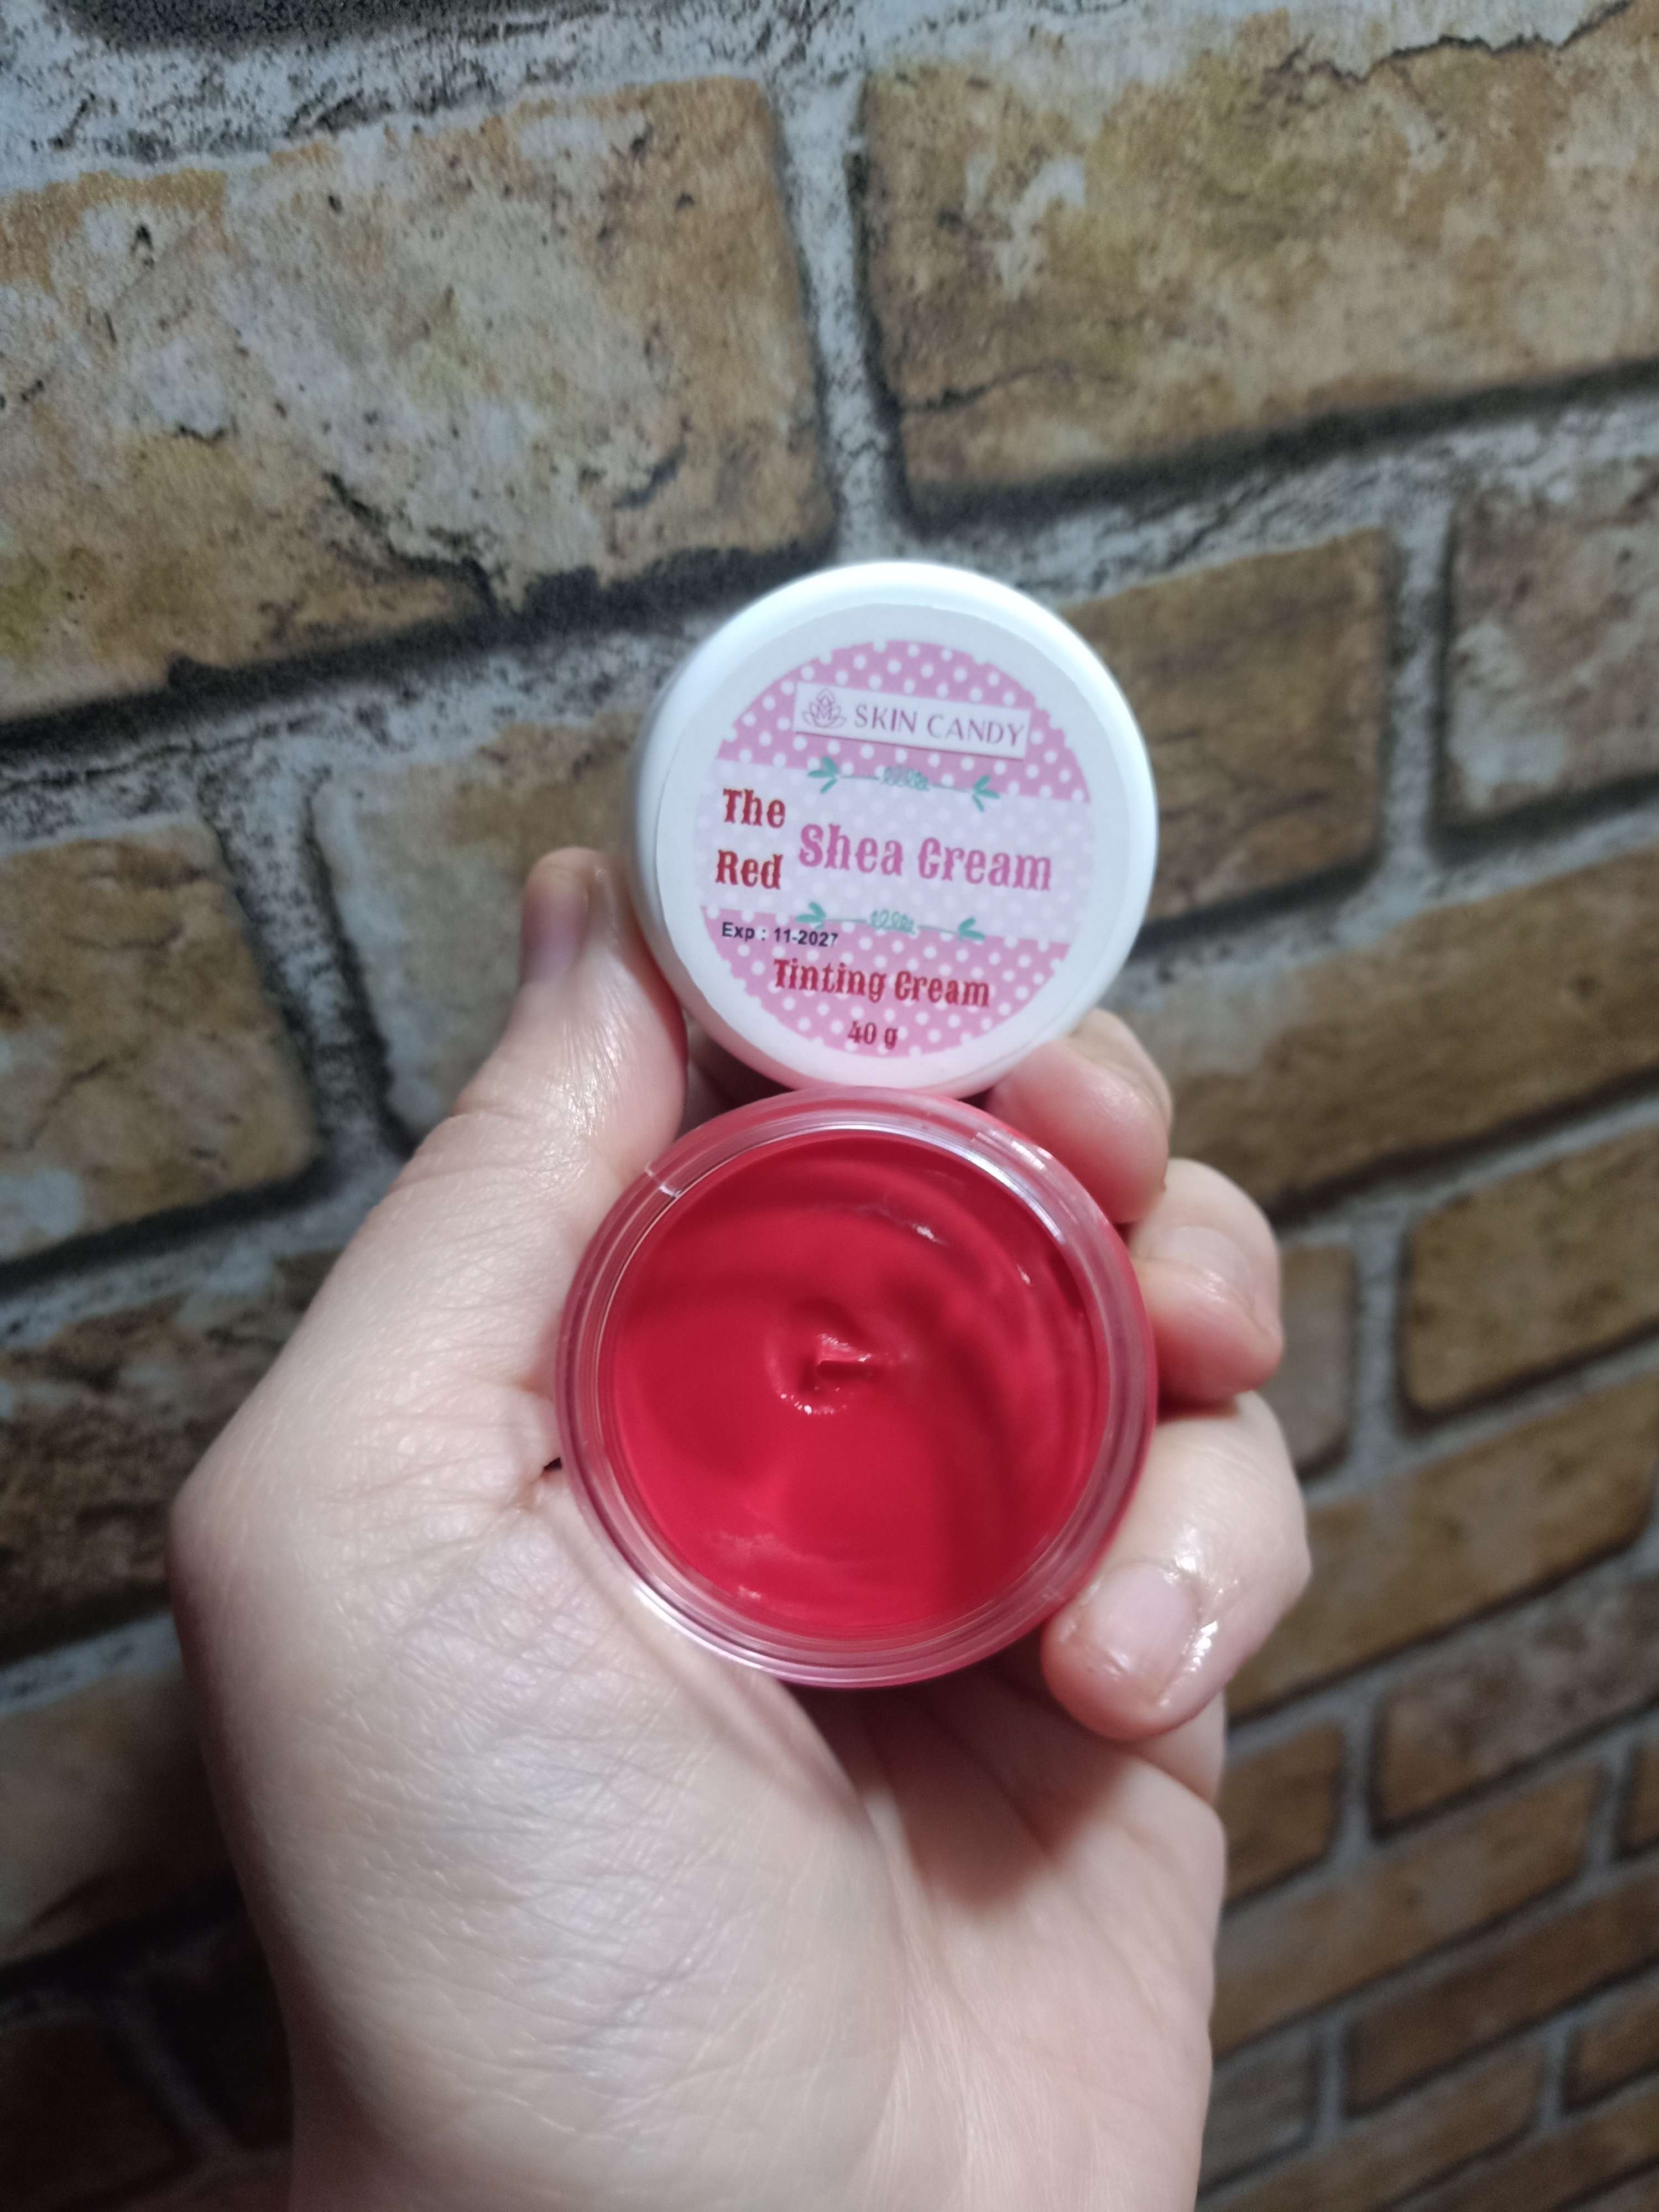 SKIN CANDY
The
Red
Shea Cream
Exp : 11-2027
Tinting Cream
40 g